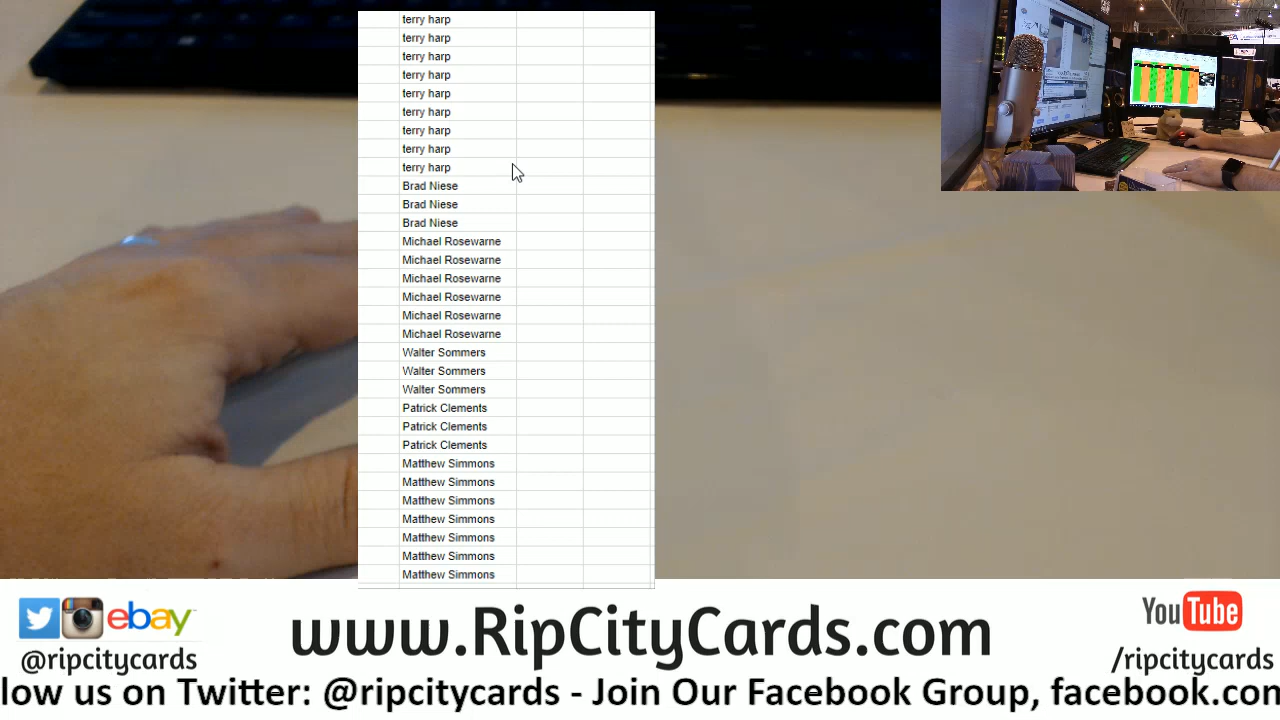 terry harp
terry harp
terry harp
terry harp
terry harp
terry harp
terry harp
terry harp
terry harp
Brad Niese
Brad Niese
Brad Niese
Michael Rosewarne
Michael Rosewarne
Michael Rosewarne
Michael Rosewarne
Michael Rosewarne
Michael Rosewarne
Walter Sommers
Walter Sommers
Walter Sommers
Patrick Clements
Patrick Clements
Patrick Clements
Matthew Simmons
Matthew Simmons
Matthew Simmons
Matthew Simmons
Matthew Simmons
Matthew Simmons
Matthew Simmons
ebay
@ripcitycards
www.RipCityCards.com
YouTube
/ripcitycards
low us on Twitter: @ripcitycards - Join Our Facebook Group, facebook.con